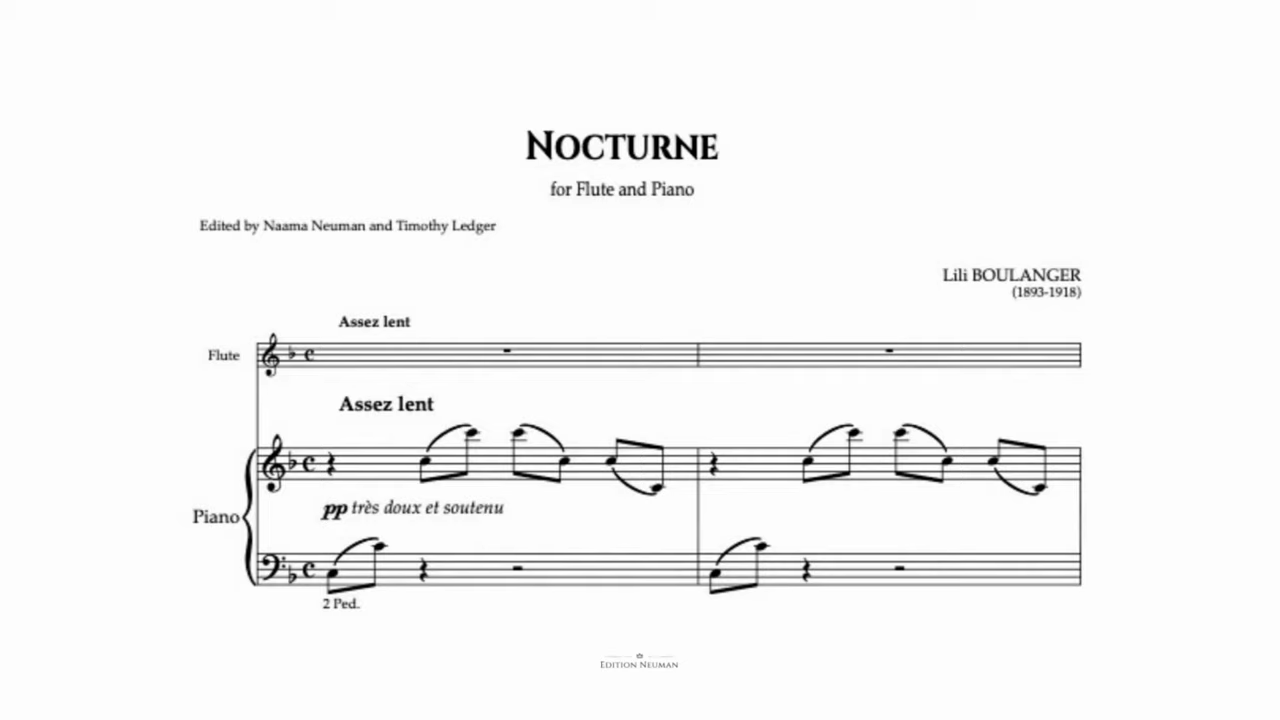 NOCTURNE
for Flute and Piano
Edited by Naama Neuman and Timothy Ledger
Lili BOULANGER
(1893-1918)
Assez lent
Flute
Assez lent
pp très doux et soutenu
Piano
2 Ped.
EDITION NEUMAN